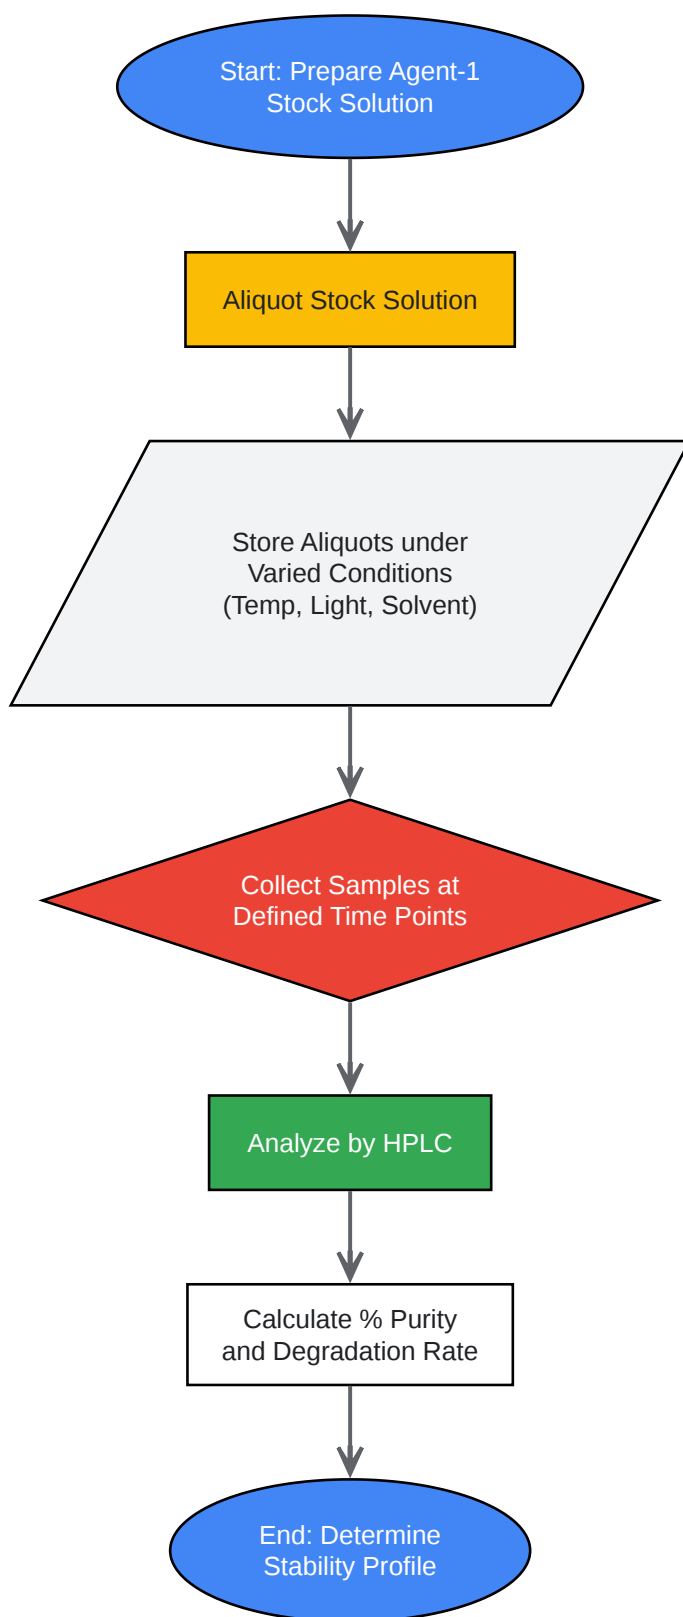 Start: Prepare Agent-1
Stock Solution
Aliquot Stock Solution
Store Aliquots under
Varied Conditions
(Temp, Light, Solvent)
Collect Samples at
Defined Time Points
Analyze by HPLC
Calculate % Purity
and Degradation Rate
End: Determine
Stability Profile